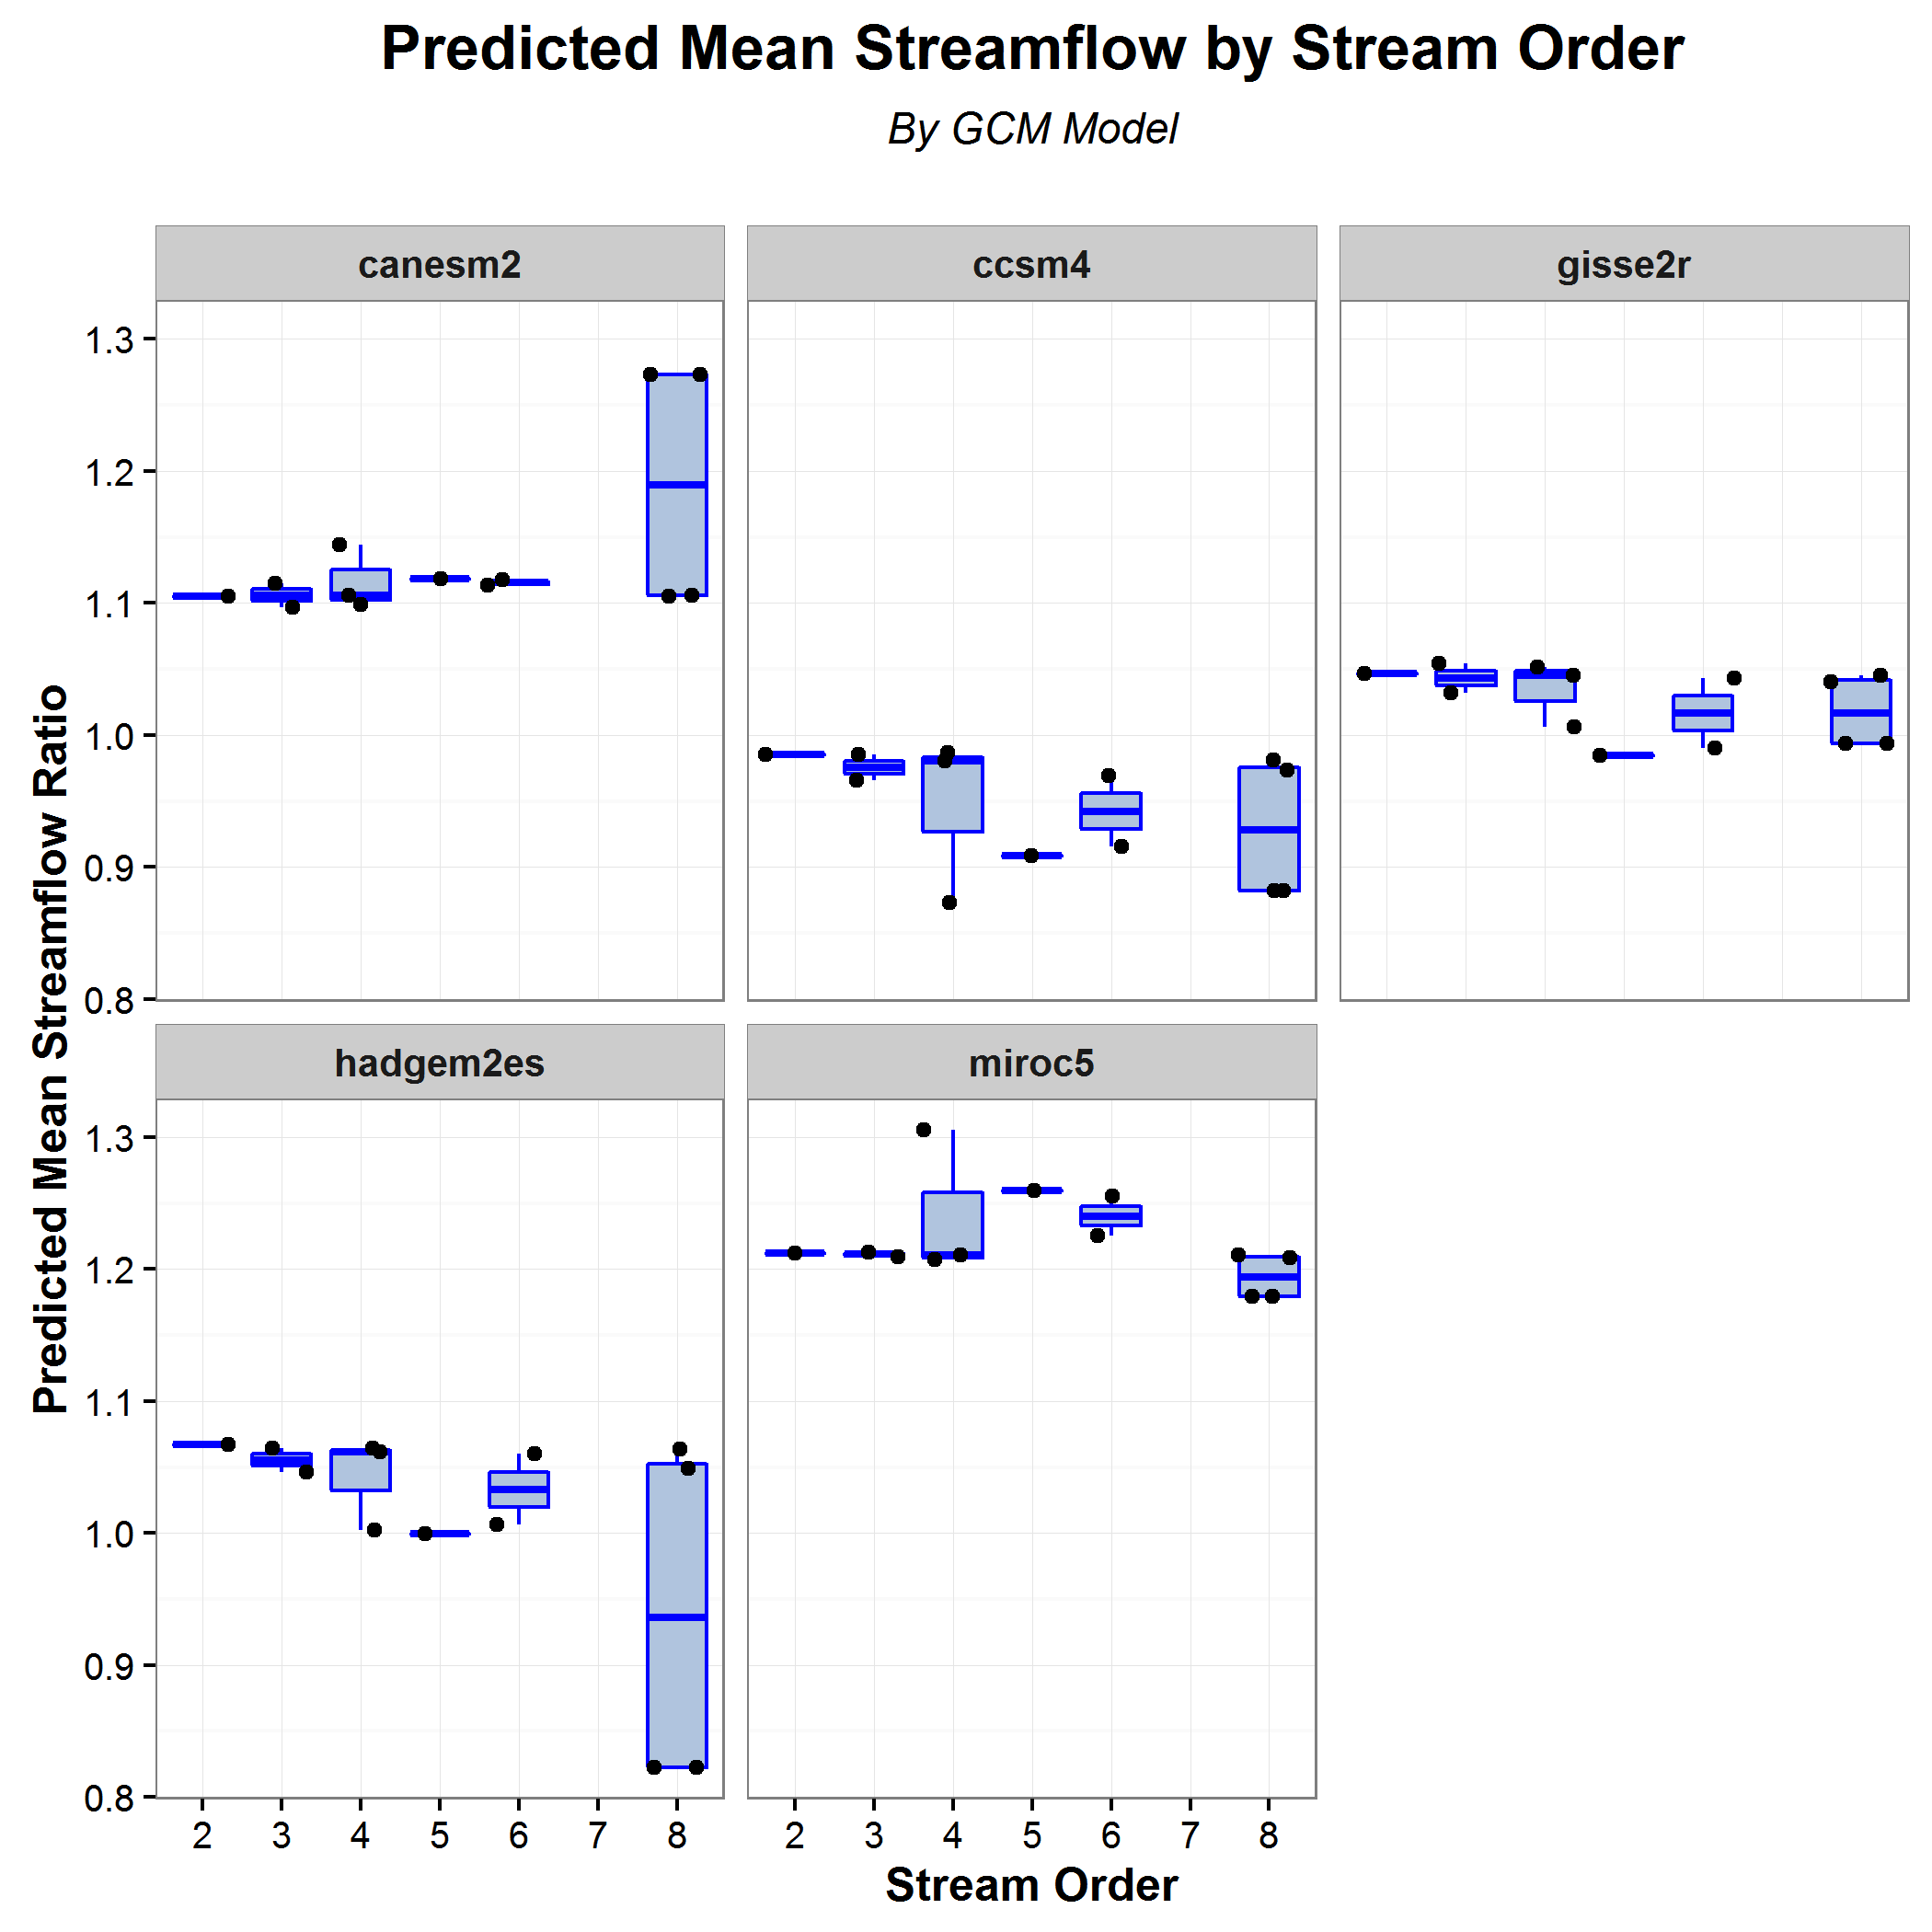 Predicted Mean Streamflow by Stream Order
By GCM Model
canesm2
ccsm4
gisse2r
1.3
1.2
1.1
1.0
0.9
0.8
Predicted Mean Streamflow Ratio
hadgem2es
miroc5
1.3
1.2
1.1
1.0
0.9
0.8
2 3 4 5 6 7 8
2 3 4 5 6 7 8
Stream Order